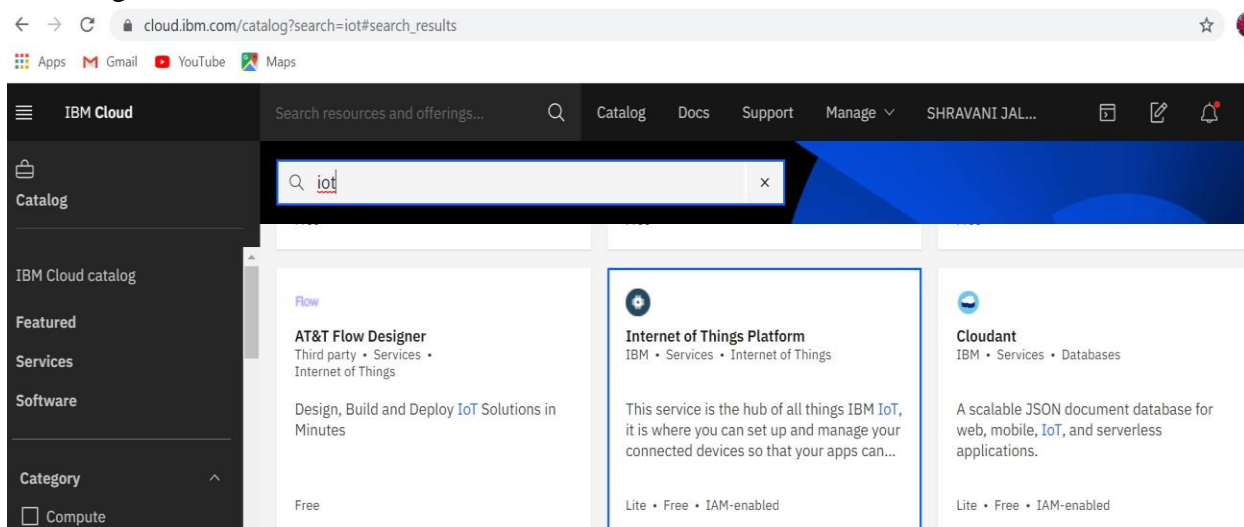 cloud.ibm.com/catalog?search=iot#search_results
Apps Gmail YouTube Maps
IBM Cloud
Search resources and offerings...
Catalog Docs Support Manage SHRAVANI JAL...
Catalog
iot
IBM Cloud catalog
Featured
Services
Software
Category
Compute
Flow
AT&T Flow Designer
Third party • Services •
Internet of Things
Design, Build and Deploy IoT Solutions in
Minutes
Free
Internet of Things Platform
IBM • Services • Internet of Things
This service is the hub of all things IBM IoT,
it is where you can set up and manage your
connected devices so that your apps can...
Lite • Free • IAM-enabled
Cloudant
IBM • Services • Databases
A scalable JSON document database for
web, mobile, IoT, and serverless
applications.
Lite • Free • IAM-enabled